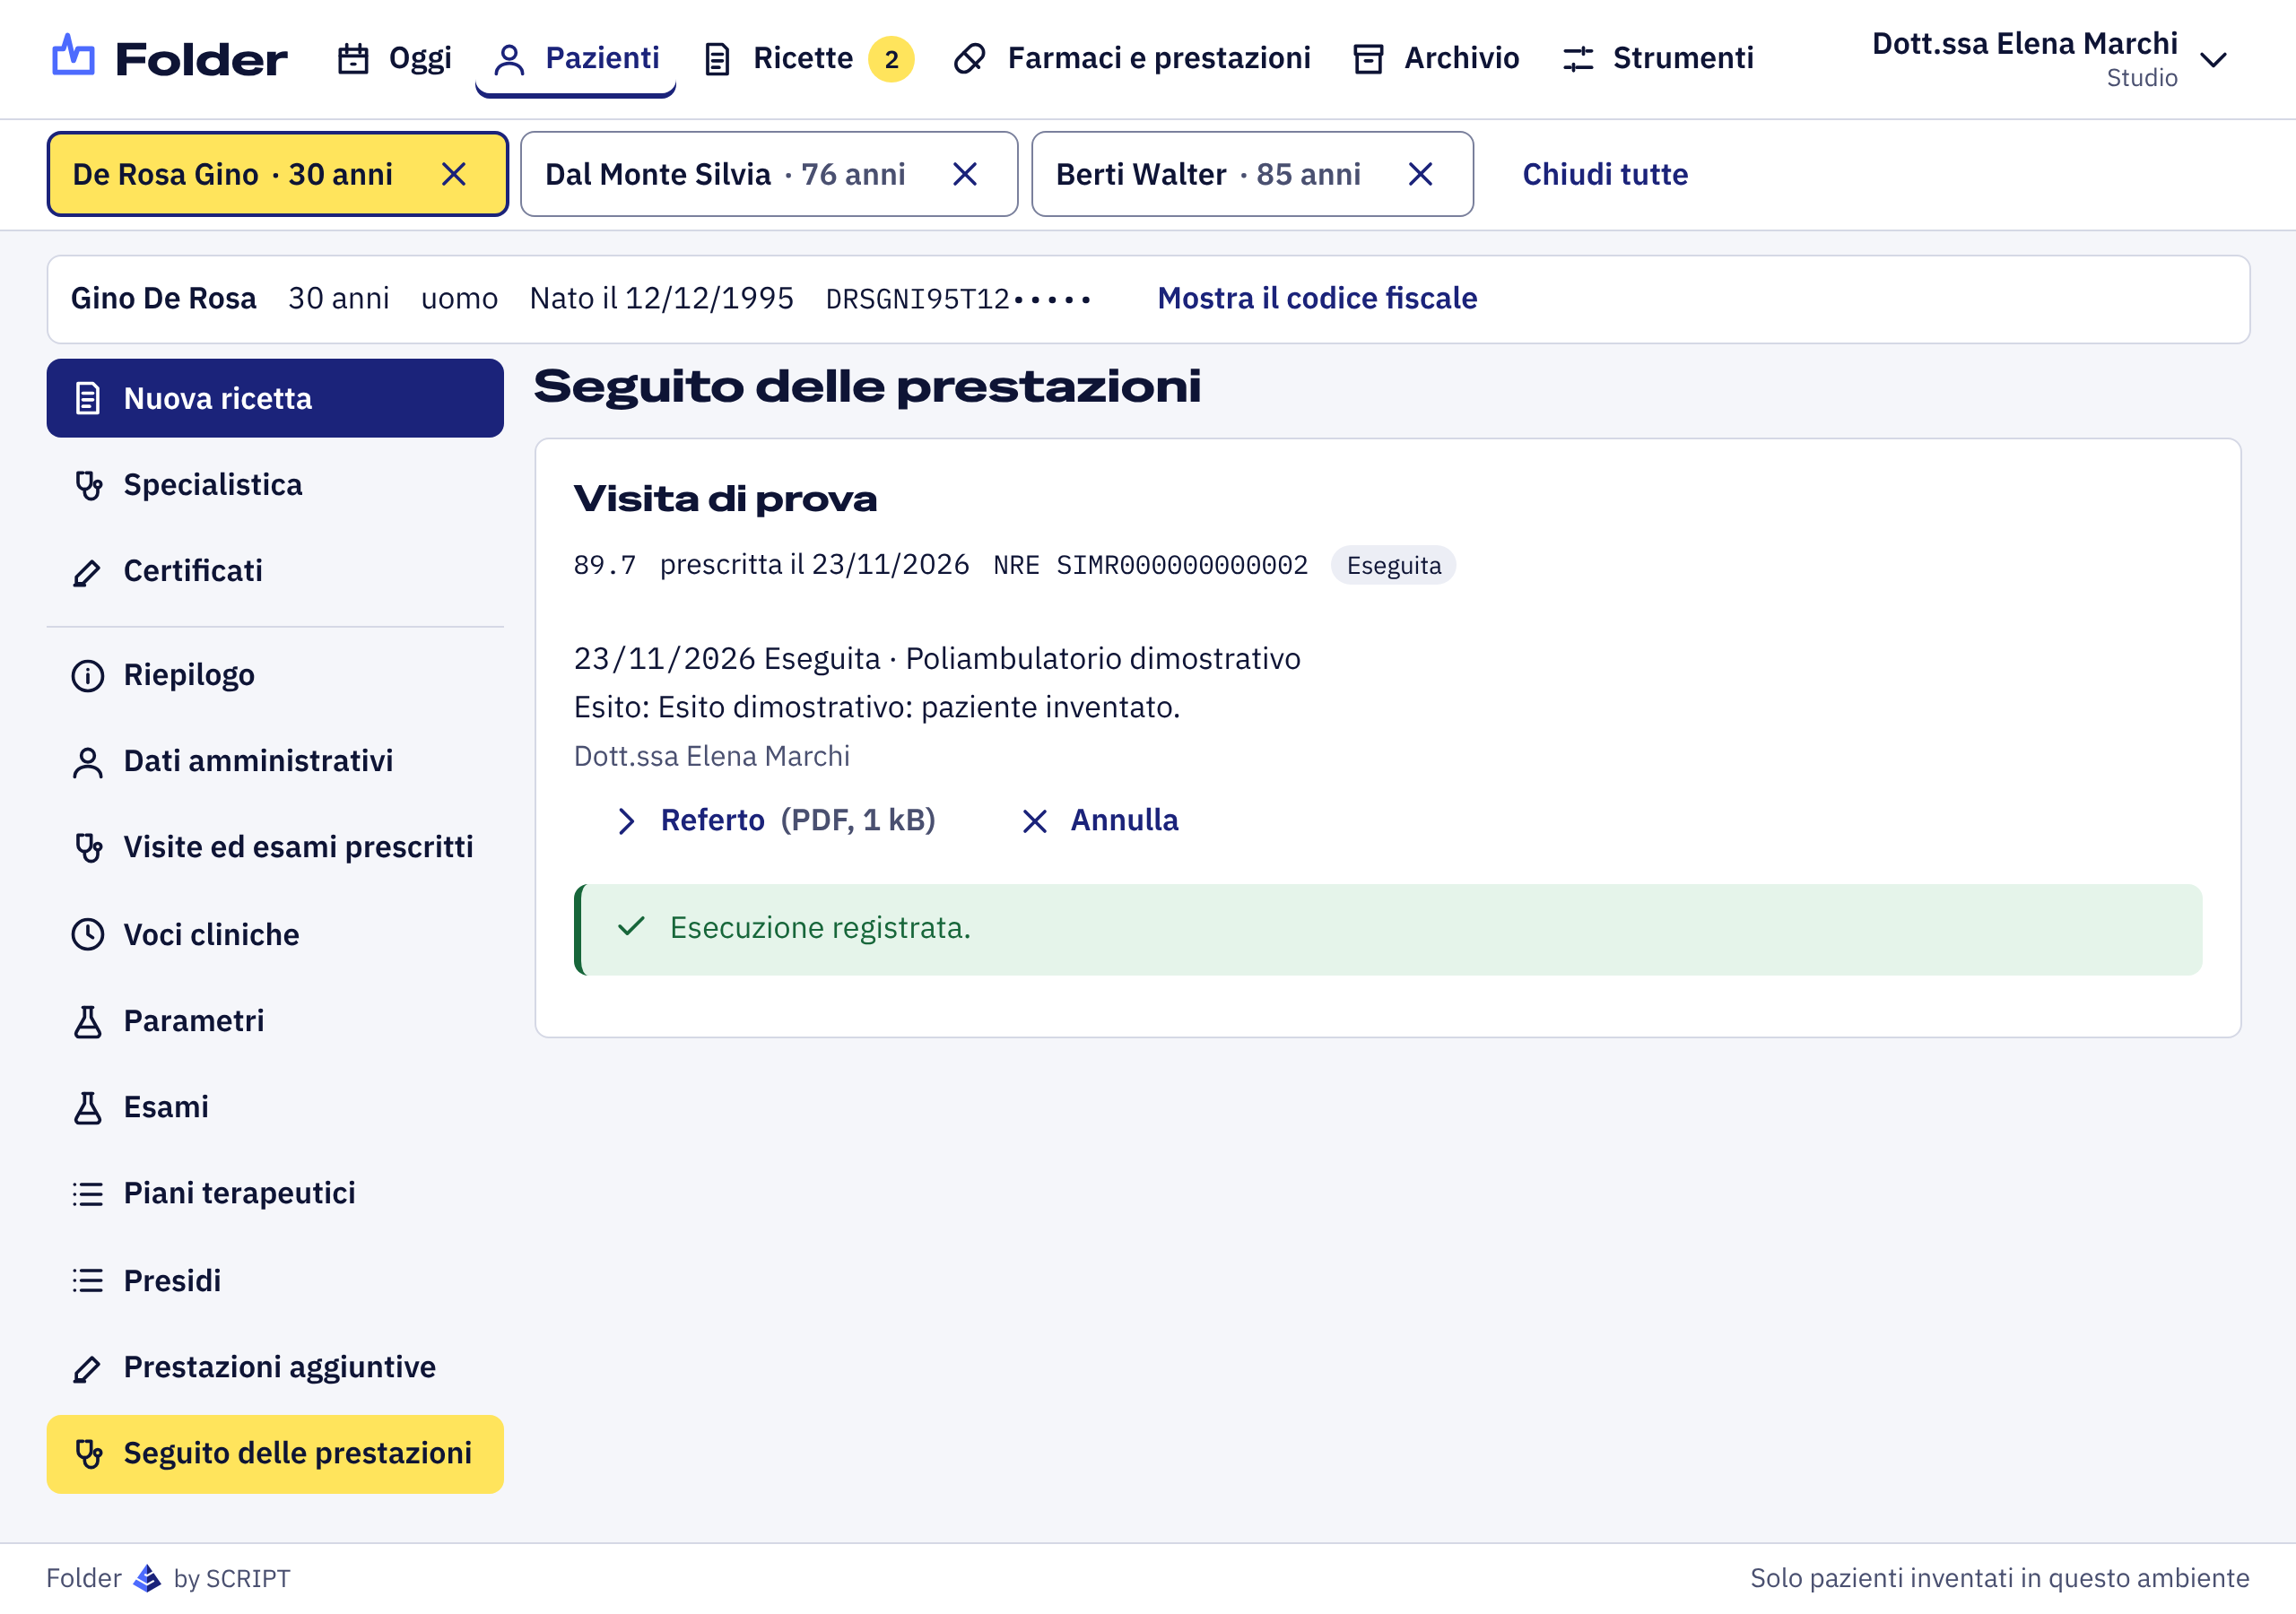 Folder
Oggi
Pazienti
Ricette 2
Farmaci e prestazioni
Archivio
Strumenti
Dott.ssa Elena Marchi
Studio
De Rosa Gino · 30 anni
Dal Monte Silvia · 76 anni
Berti Walter · 85 anni
Chiudi tutte
Gino De Rosa 30 anni uomo Nato il 12/12/1995 DRSGNI95T12••••• Mostra il codice fiscale
Nuova ricetta
Specialistica
Certificati
Riepilogo
Dati amministrativi
Visite ed esami prescritti
Voci cliniche
Parametri
Esami
Piani terapeutici
Presidi
Prestazioni aggiuntive
Seguito delle prestazioni
Seguito delle prestazioni
Visita di prova
89.7 prescritta il 23/11/2026 NRE SIMR000000000002 Eseguita
23/11/2026 Eseguita · Poliambulatorio dimostrativo
Esito: Esito dimostrativo: paziente inventato.
Dott.ssa Elena Marchi
Referto (PDF, 1 kB) Annulla
Esecuzione registrata.
Folder by SCRIPT
Solo pazienti inventati in questo ambiente